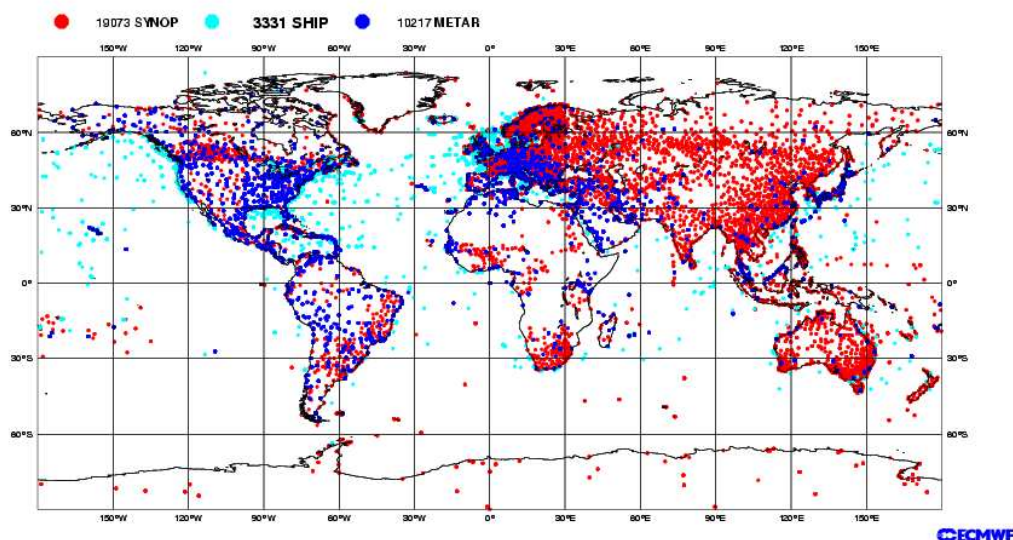 19073 SYNOP 3331 SHIP 10217 METAR
150°W 120°W 90°W 60°W 30°W 0° 30°E 60°E 90°E 120°E 150°E
60°N 60°N
30°N 30°N
0° 0°
30°S 30°S
60°S 60°S
150°W 120°W 90°W 60°W 30°W 0° 30°E 60°E 90°E 120°E 150°E
ECMWF